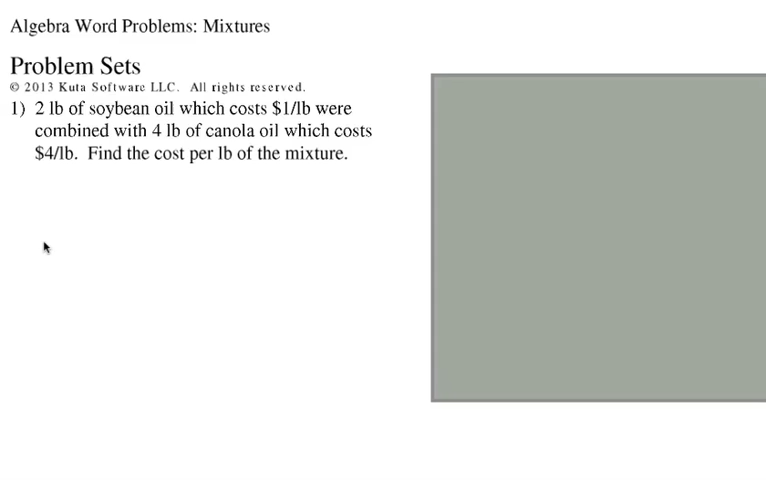 Algebra Word Problems: Mixtures
Problem Sets
© 2013 Kuta Software LLC. All rights reserved.
1) 2 lb of soybean oil which costs $1/lb were
combined with 4 lb of canola oil which costs
$4/lb. Find the cost per lb of the mixture.